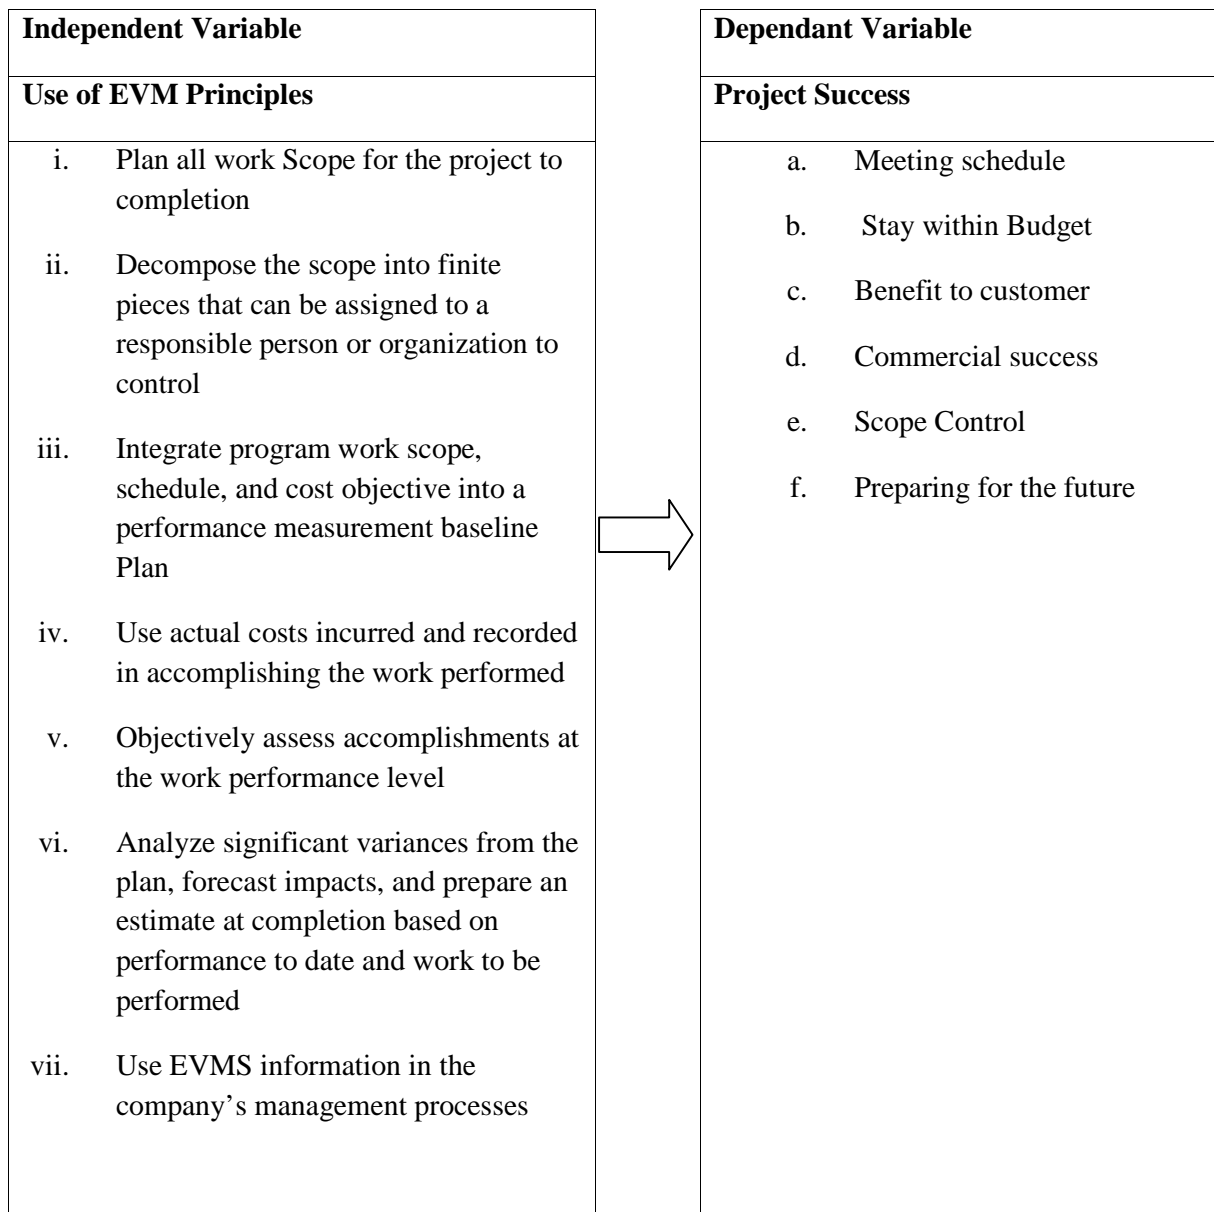 Independent Variable
Use of EVM Principles
i. Plan all work Scope for the project to
completion
ii. Decompose the scope into finite
pieces that can be assigned to a
responsible person or organization to
control
iii. Integrate program work scope,
schedule, and cost objective into a
performance measurement baseline
Plan
iv. Use actual costs incurred and recorded
in accomplishing the work performed
v. Objectively assess accomplishments at
the work performance level
vi. Analyze significant variances from the
plan, forecast impacts, and prepare an
estimate at completion based on
performance to date and work to be
performed
vii. Use EVMS information in the
company’s management processes
Dependant Variable
Project Success
a. Meeting schedule
b. Stay within Budget
c. Benefit to customer
d. Commercial success
e. Scope Control
f. Preparing for the future